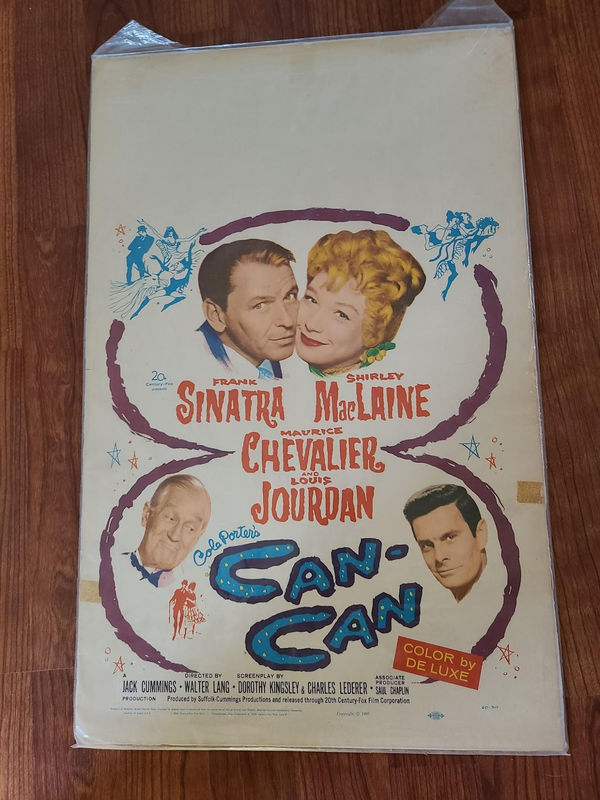 20th
Century-Fox
presents
FRANK
SINATRA
SHIRLEY
MacLAINE
MAURICE
CHEVALIER
AND
LOUIS
JOURDAN
Cole Porter's
CAN-
CAN
COLOR by
DE LUXE
A
JACK CUMMINGS
PRODUCTION
• DIRECTED BY
WALTER LANG •
SCREENPLAY BY
DOROTHY KINGSLEY & CHARLES LEDERER •
ASSOCIATE
PRODUCER
SAUL CHAPLIN
Produced by Suffolk-Cummings Productions and released through 20th Century-Fox Film Corporation
Copyright © 1960